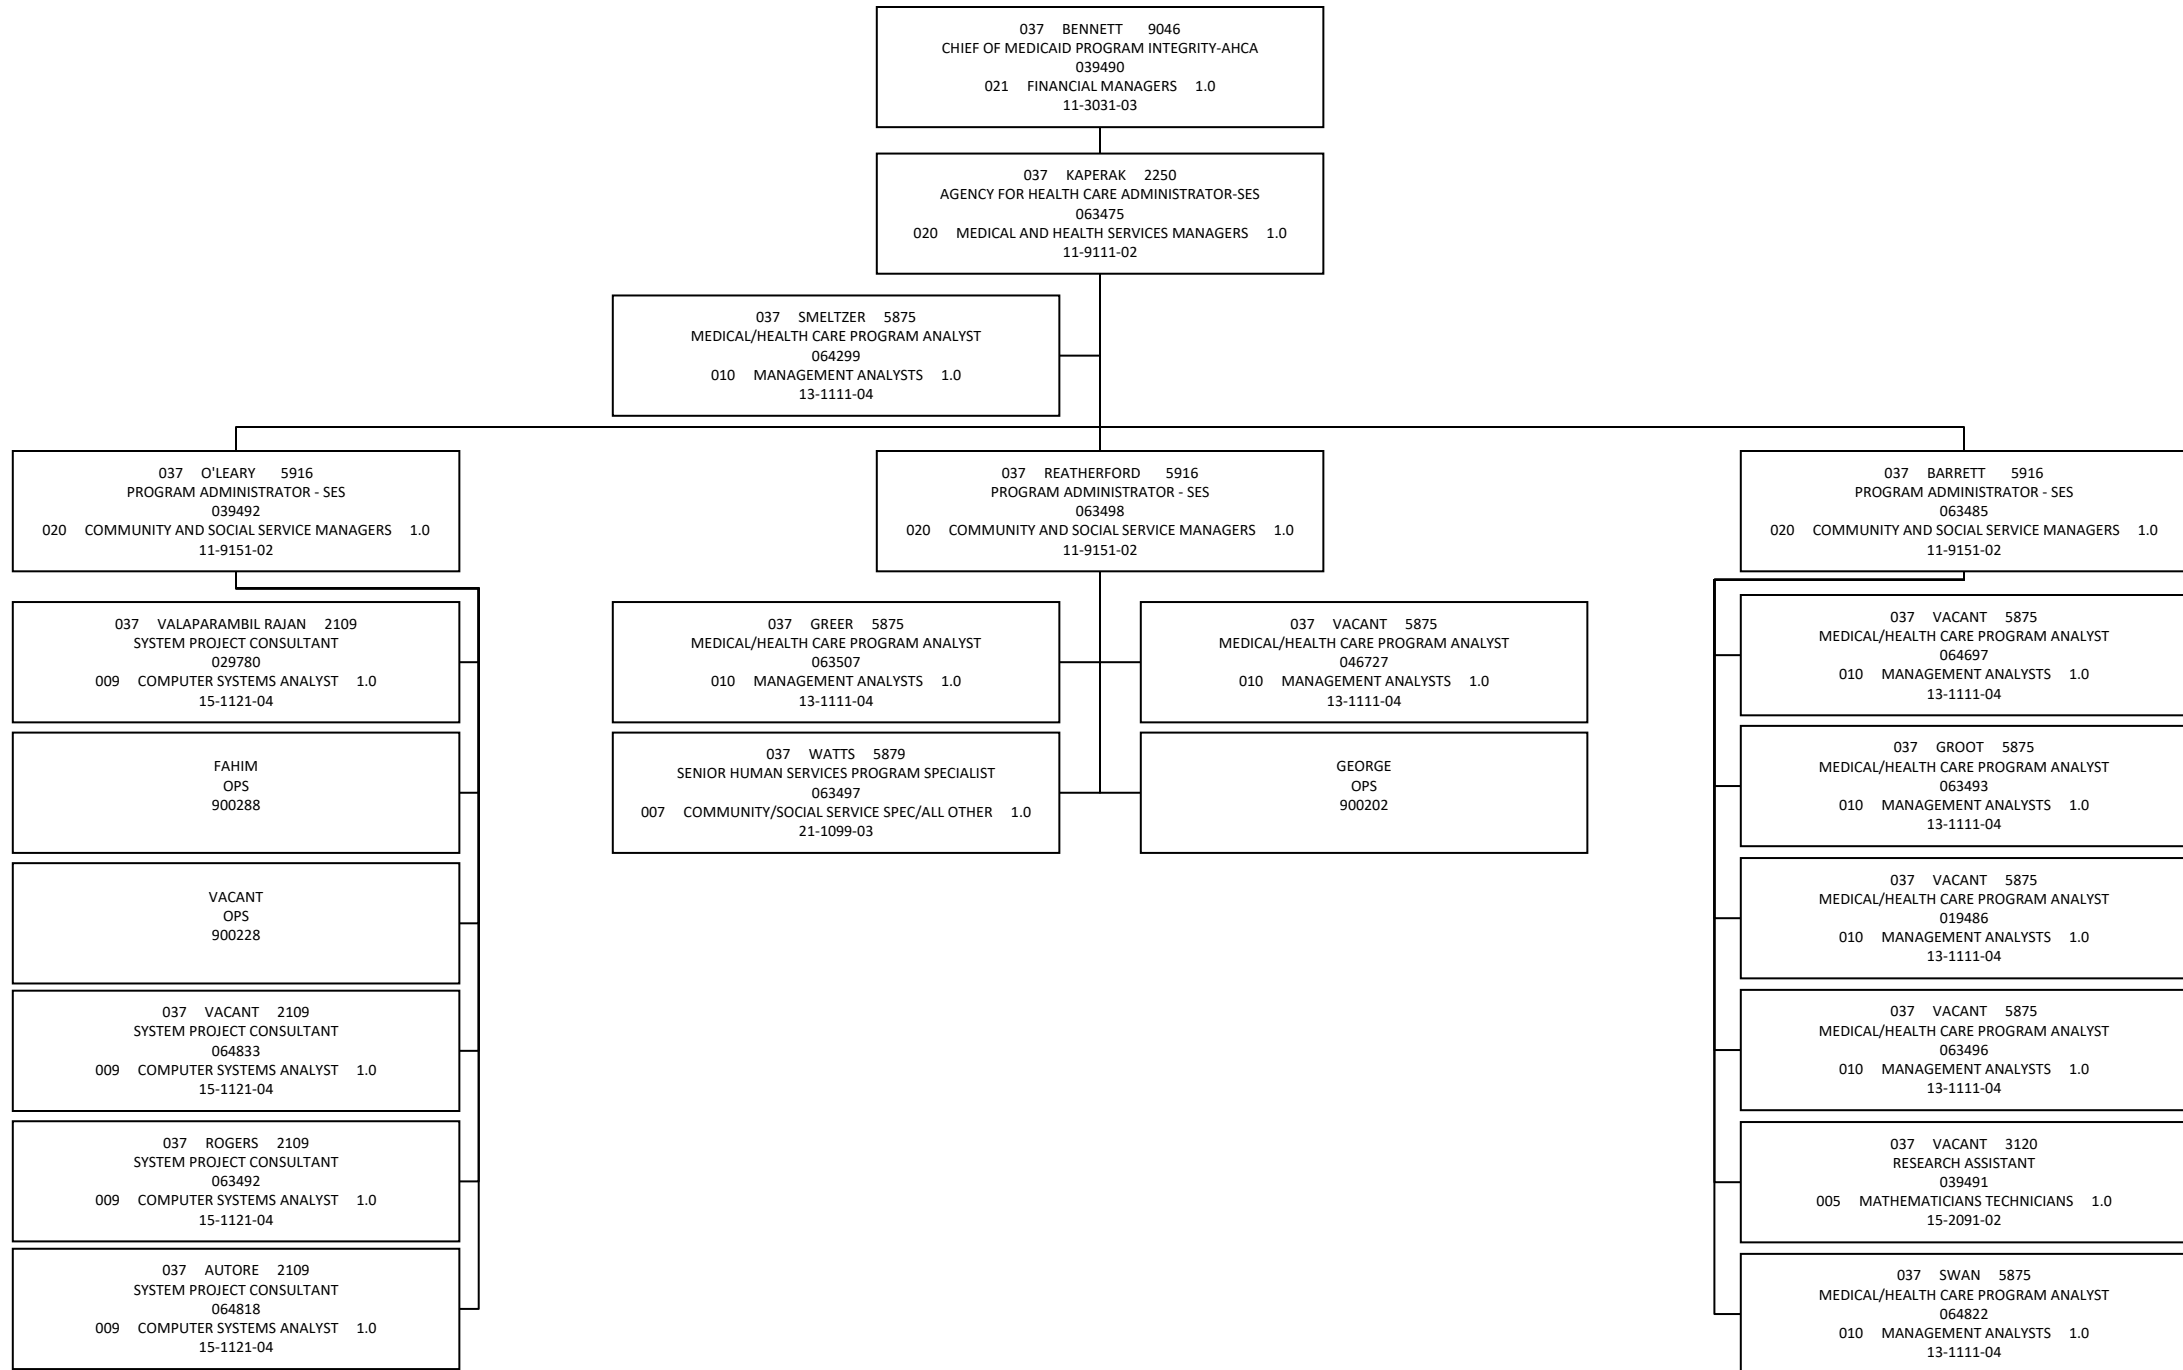 037 BENNETT 9046
CHIEF OF MEDICAID PROGRAM INTEGRITY-AHCA
039490
021 FINANCIAL MANAGERS 1.0
11-3031-03
037 KAPERAK 2250
AGENCY FOR HEALTH CARE ADMINISTRATOR-SES
063475
020 MEDICAL AND HEALTH SERVICES MANAGERS 1.0
11-9111-02
037 SMELTZER 5875
MEDICAL/HEALTH CARE PROGRAM ANALYST
064299
010 MANAGEMENT ANALYSTS 1.0
13-1111-04
037 O'LEARY 5916
PROGRAM ADMINISTRATOR - SES
039492
020 COMMUNITY AND SOCIAL SERVICE MANAGERS 1.0
11-9151-02
037 REATHERFORD 5916
PROGRAM ADMINISTRATOR - SES
063498
020 COMMUNITY AND SOCIAL SERVICE MANAGERS 1.0
11-9151-02
037 BARRETT 5916
PROGRAM ADMINISTRATOR - SES
063485
020 COMMUNITY AND SOCIAL SERVICE MANAGERS 1.0
11-9151-02
037 VALAPARAMBIL RAJAN 2109
SYSTEM PROJECT CONSULTANT
029780
009 COMPUTER SYSTEMS ANALYST 1.0
15-1121-04
FAHIM
OPS
900288
VACANT
OPS
900228
037 VACANT 2109
SYSTEM PROJECT CONSULTANT
064833
009 COMPUTER SYSTEMS ANALYST 1.0
15-1121-04
037 ROGERS 2109
SYSTEM PROJECT CONSULTANT
063492
009 COMPUTER SYSTEMS ANALYST 1.0
15-1121-04
037 AUTORE 2109
SYSTEM PROJECT CONSULTANT
064818
009 COMPUTER SYSTEMS ANALYST 1.0
15-1121-04
037 GREER 5875
MEDICAL/HEALTH CARE PROGRAM ANALYST
063507
010 MANAGEMENT ANALYSTS 1.0
13-1111-04
037 VACANT 5875
MEDICAL/HEALTH CARE PROGRAM ANALYST
046727
010 MANAGEMENT ANALYSTS 1.0
13-1111-04
037 WATTS 5879
SENIOR HUMAN SERVICES PROGRAM SPECIALIST
063497
007 COMMUNITY/SOCIAL SERVICE SPEC/ALL OTHER 1.0
21-1099-03
GEORGE
OPS
900202
037 VACANT 5875
MEDICAL/HEALTH CARE PROGRAM ANALYST
064697
010 MANAGEMENT ANALYSTS 1.0
13-1111-04
037 GROOT 5875
MEDICAL/HEALTH CARE PROGRAM ANALYST
063493
010 MANAGEMENT ANALYSTS 1.0
13-1111-04
037 VACANT 5875
MEDICAL/HEALTH CARE PROGRAM ANALYST
019486
010 MANAGEMENT ANALYSTS 1.0
13-1111-04
037 VACANT 5875
MEDICAL/HEALTH CARE PROGRAM ANALYST
063496
010 MANAGEMENT ANALYSTS 1.0
13-1111-04
037 VACANT 3120
RESEARCH ASSISTANT
039491
005 MATHEMATICIANS TECHNICIANS 1.0
15-2091-02
037 SWAN 5875
MEDICAL/HEALTH CARE PROGRAM ANALYST
064822
010 MANAGEMENT ANALYSTS 1.0
13-1111-04